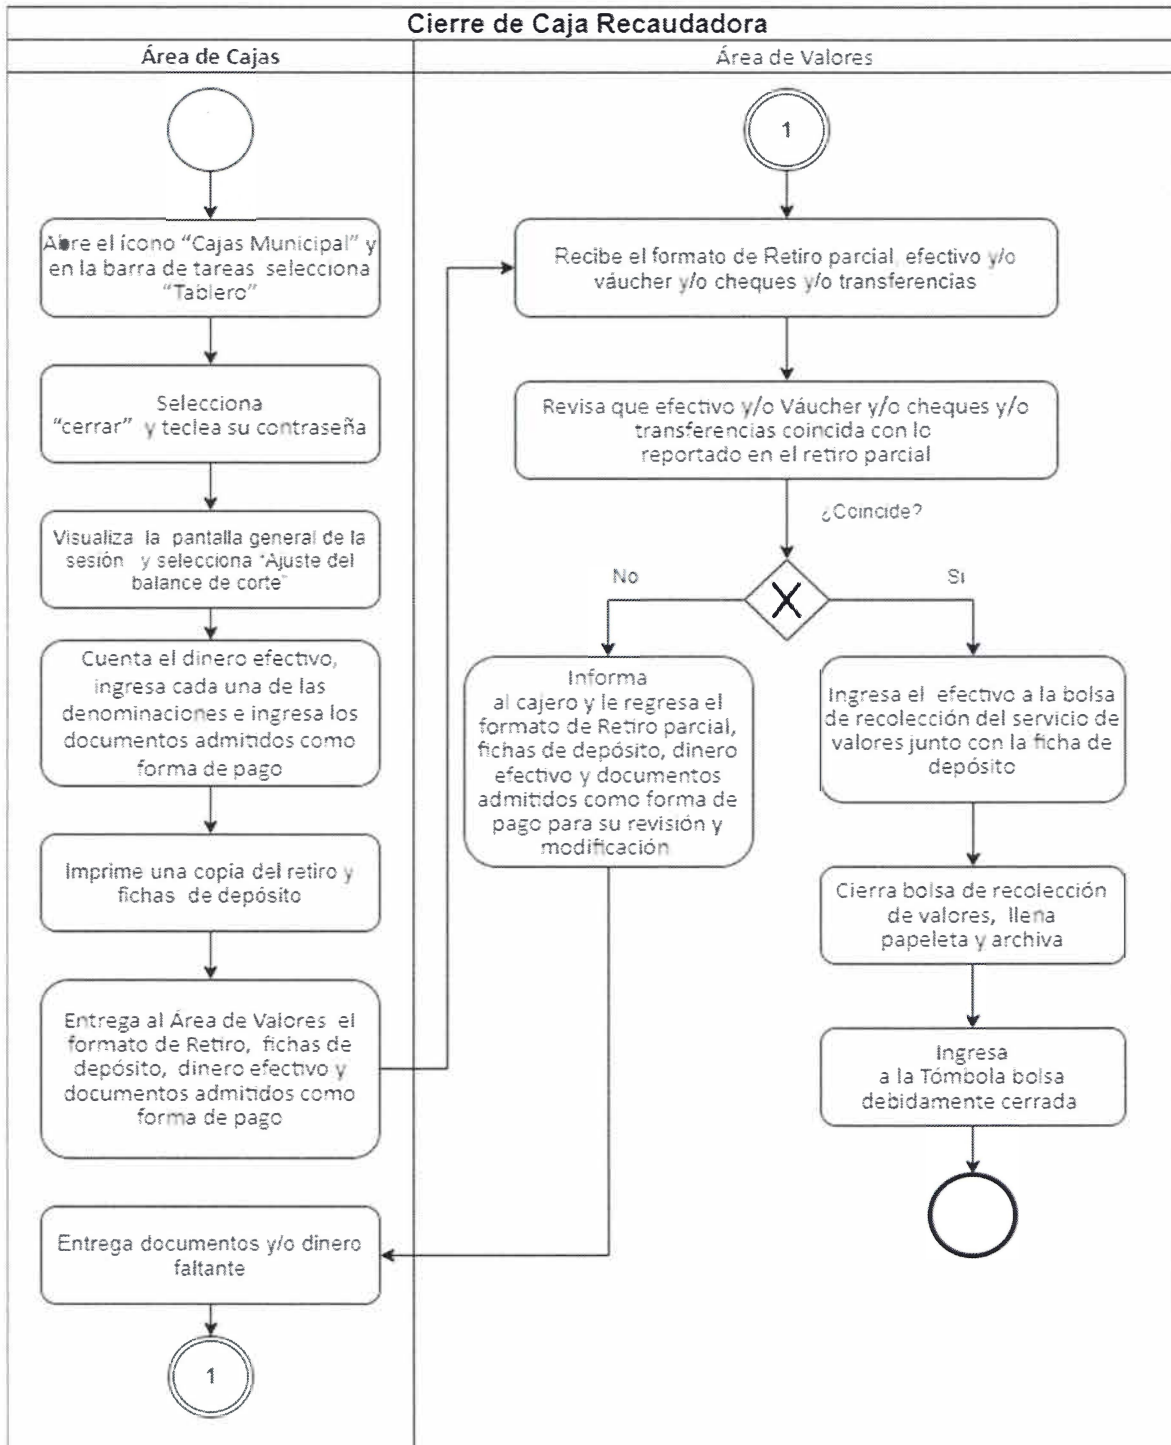 Cierre de Caja Recaudadora
Área de Cajas
Área de Valores
1
Abre el ícono “Cajas Municipal” y
en la barra de tareas selecciona
“Tablero”
Recibe el formato de Retiro parcial, efectivo y/o
váucher y/o cheques y/o transferencias
Selecciona
“cerrar” y teclea su contraseña
Revisa que efectivo y/o Váucher y/o cheques y/o
transferencias coincida con lo
reportado en el retiro parcial
¿Coincide?
Visualiza la pantalla general de la
sesión y selecciona “Ajuste del
balance de corte”
No
Si
X
Cuenta el dinero efectivo,
ingresa cada una de las
denominaciones e ingresa los
documentos admitidos como
forma de pago
Informa
al cajero y le regresa el
formato de Retiro parcial,
fichas de depósito, dinero
efectivo y documentos
admitidos como forma de
pago para su revisión y
modificación
Ingresa el efectivo a la bolsa
de recolección del servicio de
valores junto con la ficha de
depósito
Imprime una copia del retiro y
fichas de depósito
Cierra bolsa de recolección
de valores, llena
papeleta y archiva
Entrega al Área de Valores el
formato de Retiro, fichas de
depósito, dinero efectivo y
documentos admitidos como
forma de pago
Ingresa
a la Tómbola bolsa
debidamente cerrada
Entrega documentos y/o dinero
faltante
1